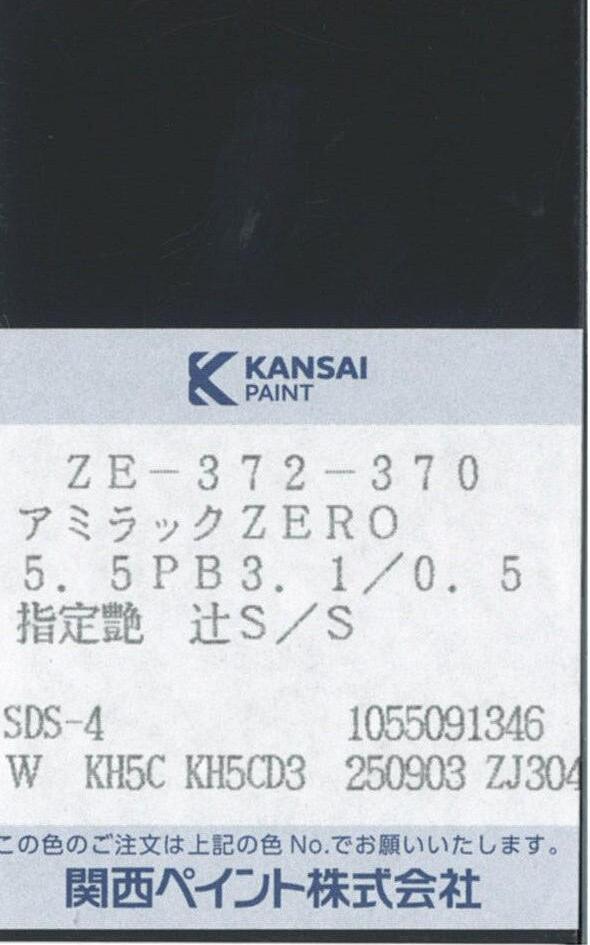 KANSAI
PAINT
ZE-372-370
アミラックZERO
5.5PB3.1/0.5
指定艶 辻S/S
SDS-4 1055091346
W KH5C KH5CD3 250903 ZJ304
この色のご注文は上記の色 No.でお願いいたします。
関西ペイント株式会社